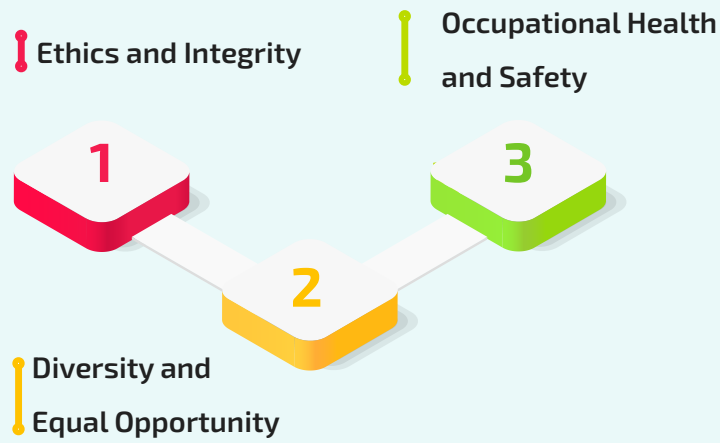 Ethics and Integrity
Occupational Health
and Safety
1
3
2
Diversity and
Equal Opportunity